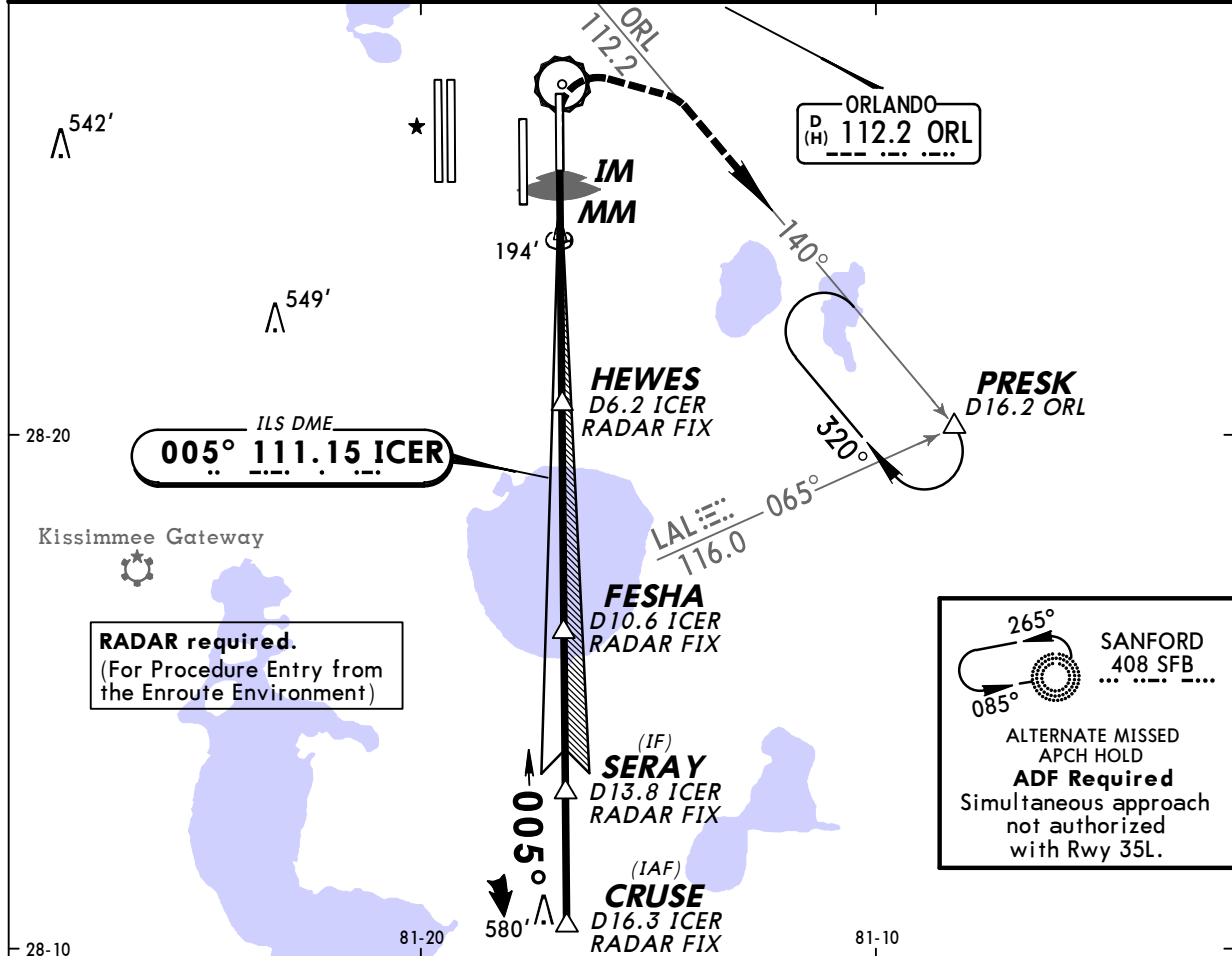 ORL
112.2
ORLANDO
D
(H) 112.2 ORL
542'
IM
MM
194'
140°
549'
HEWES
D6.2 ICER
RADAR FIX
PRESK
D16.2 ORL
28-20
ILS DME
005° 111.15 ICER
320°
LAL 065°
116.0
Kissimmee Gateway
FESHA
D10.6 ICER
RADAR FIX
RADAR required.
(For Procedure Entry from
the Enroute Environment)
265°
SANFORD
408 SFB
085°
ALTERNATE MISSED
APCH HOLD
ADF Required
Simultaneous approach
not authorized
with Rwy 35L.
(IF)
SERAY
D13.8 ICER
RADAR FIX
005°
(IAF)
CRUSE
D16.3 ICER
RADAR FIX
580'
28-10
81-20
81-10